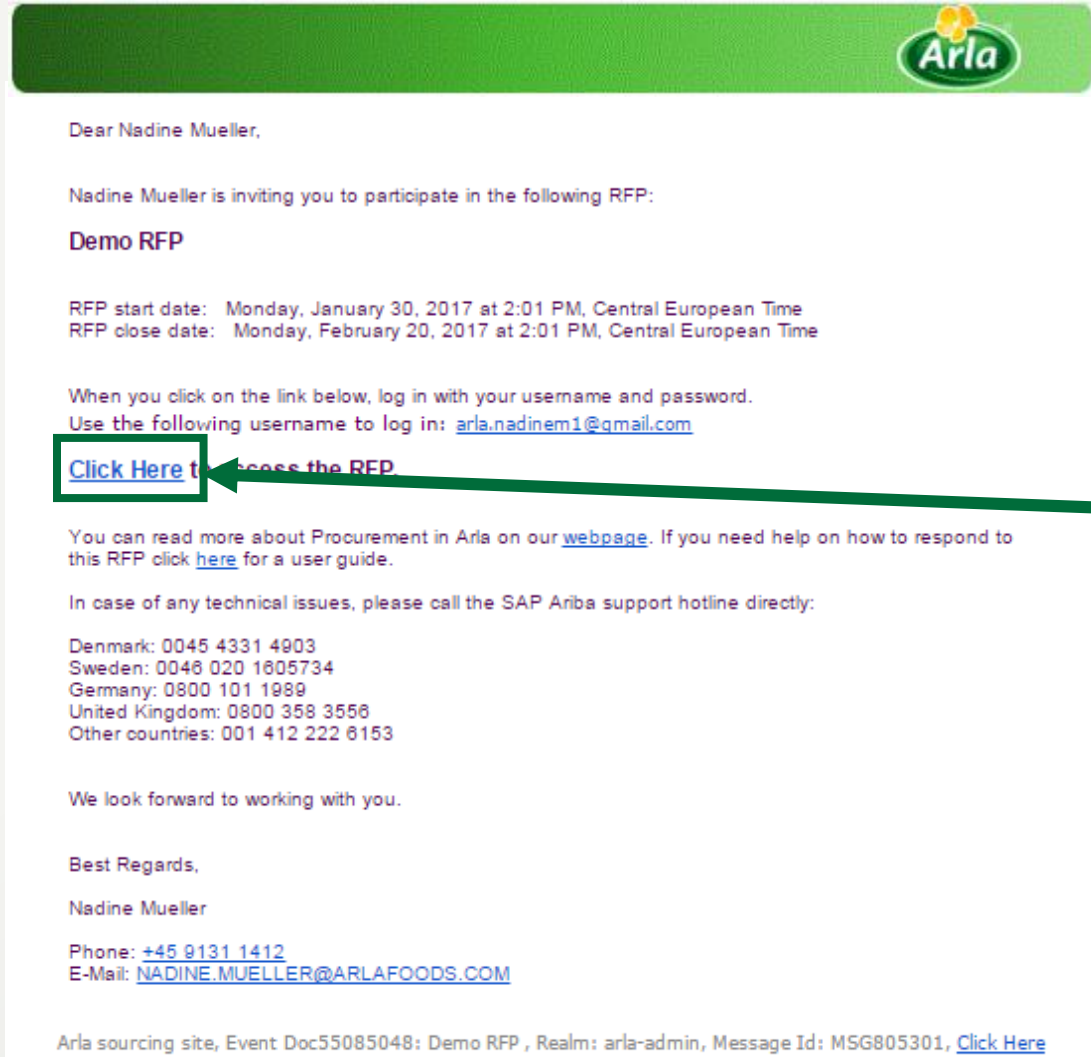 Arla
Dear Nadine Mueller,
Nadine Mueller is inviting you to participate in the following RFP:
Demo RFP
RFP start date: Monday, January 30, 2017 at 2:01 PM, Central European Time
RFP close date: Monday, February 20, 2017 at 2:01 PM, Central European Time
When you click on the link below, log in with your username and password.
Use the following username to log in: arla.nadinem1@gmail.com
Click Here to access the RFP.
You can read more about Procurement in Arla on our webpage. If you need help on how to respond to
this RFP click here for a user guide.
In case of any technical issues, please call the SAP Ariba support hotline directly:
Denmark: 0045 4331 4903
Sweden: 0046 020 1605734
Germany: 0800 101 1989
United Kingdom: 0800 358 3556
Other countries: 001 412 222 6153
We look forward to working with you.
Best Regards,
Nadine Mueller
Phone: +45 9131 1412
E-Mail: NADINE.MUELLER@ARLAFOODS.COM
Arla sourcing site, Event Doc55085048: Demo RFP , Realm: arla-admin, Message Id: MSG805301, Click Here